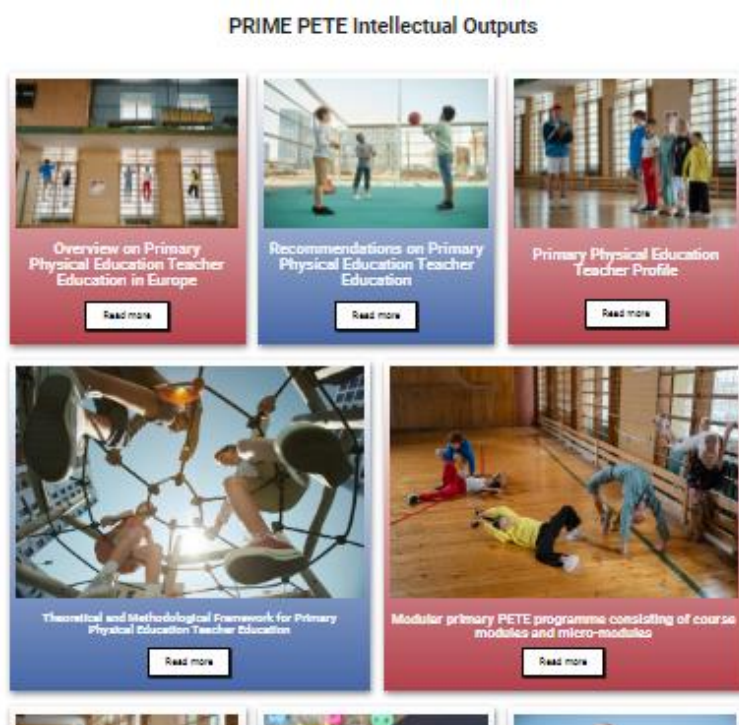 PRIME PETE Intellectual Outputs
Overview on Primary
Physical Education Teacher
Education in Europe
Read more
Recommendations on Primary
Physical Education Teacher
Education
Read more
Primary Physical Education
Teacher Profile
Read more
Theoretical and Methodological Framework for Primary
Physical Education Teacher Education
Read more
Modular primary PETE programme consisting of course
modules and micro-modules
Read more